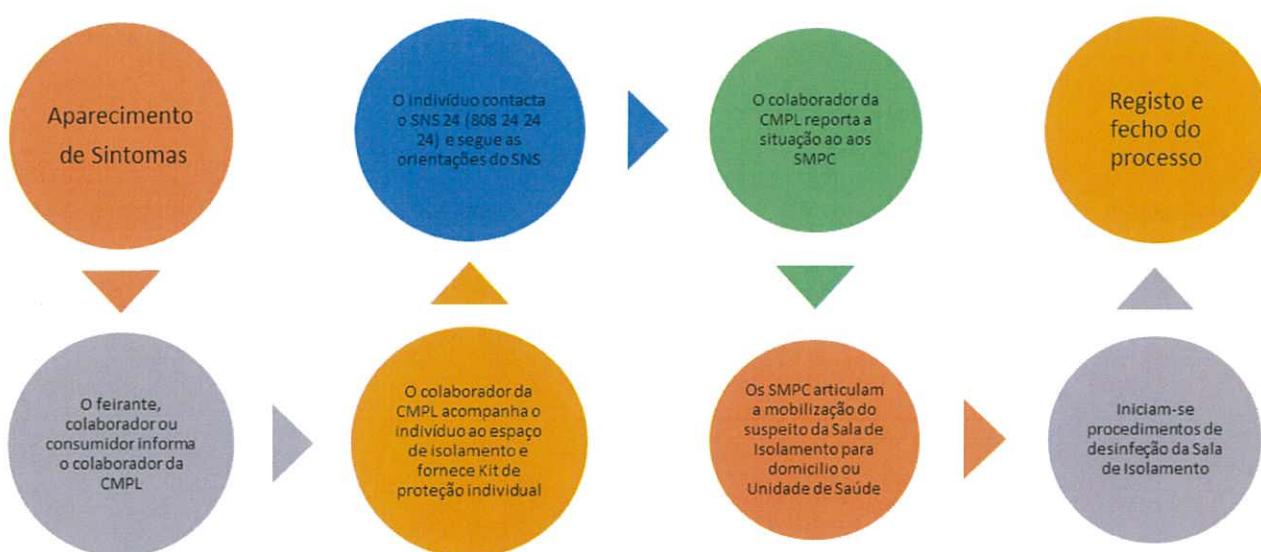 Aparecimento
de Sintomas
O feirante,
colaborador ou
consumidor informa
o colaborador da
CMPL
O colaborador da
CMPL acompanha o
indivíduo ao espaço
de isolamento e
fornece Kit de
proteção individual
O indivíduo contacta
o SNS 24 (808 24 24
24) e segue as
orientações do SNS
O colaborador da
CMPL reporta a
situação ao aos
SMPC
Os SMPC articulam
a mobilização do
suspeito da Sala de
Isolamento para
domicilio ou
Unidade de Saúde
Iniciam-se
procedimentos de
desinfeção da Sala
de Isolamento
Registo e
fecho do
processo